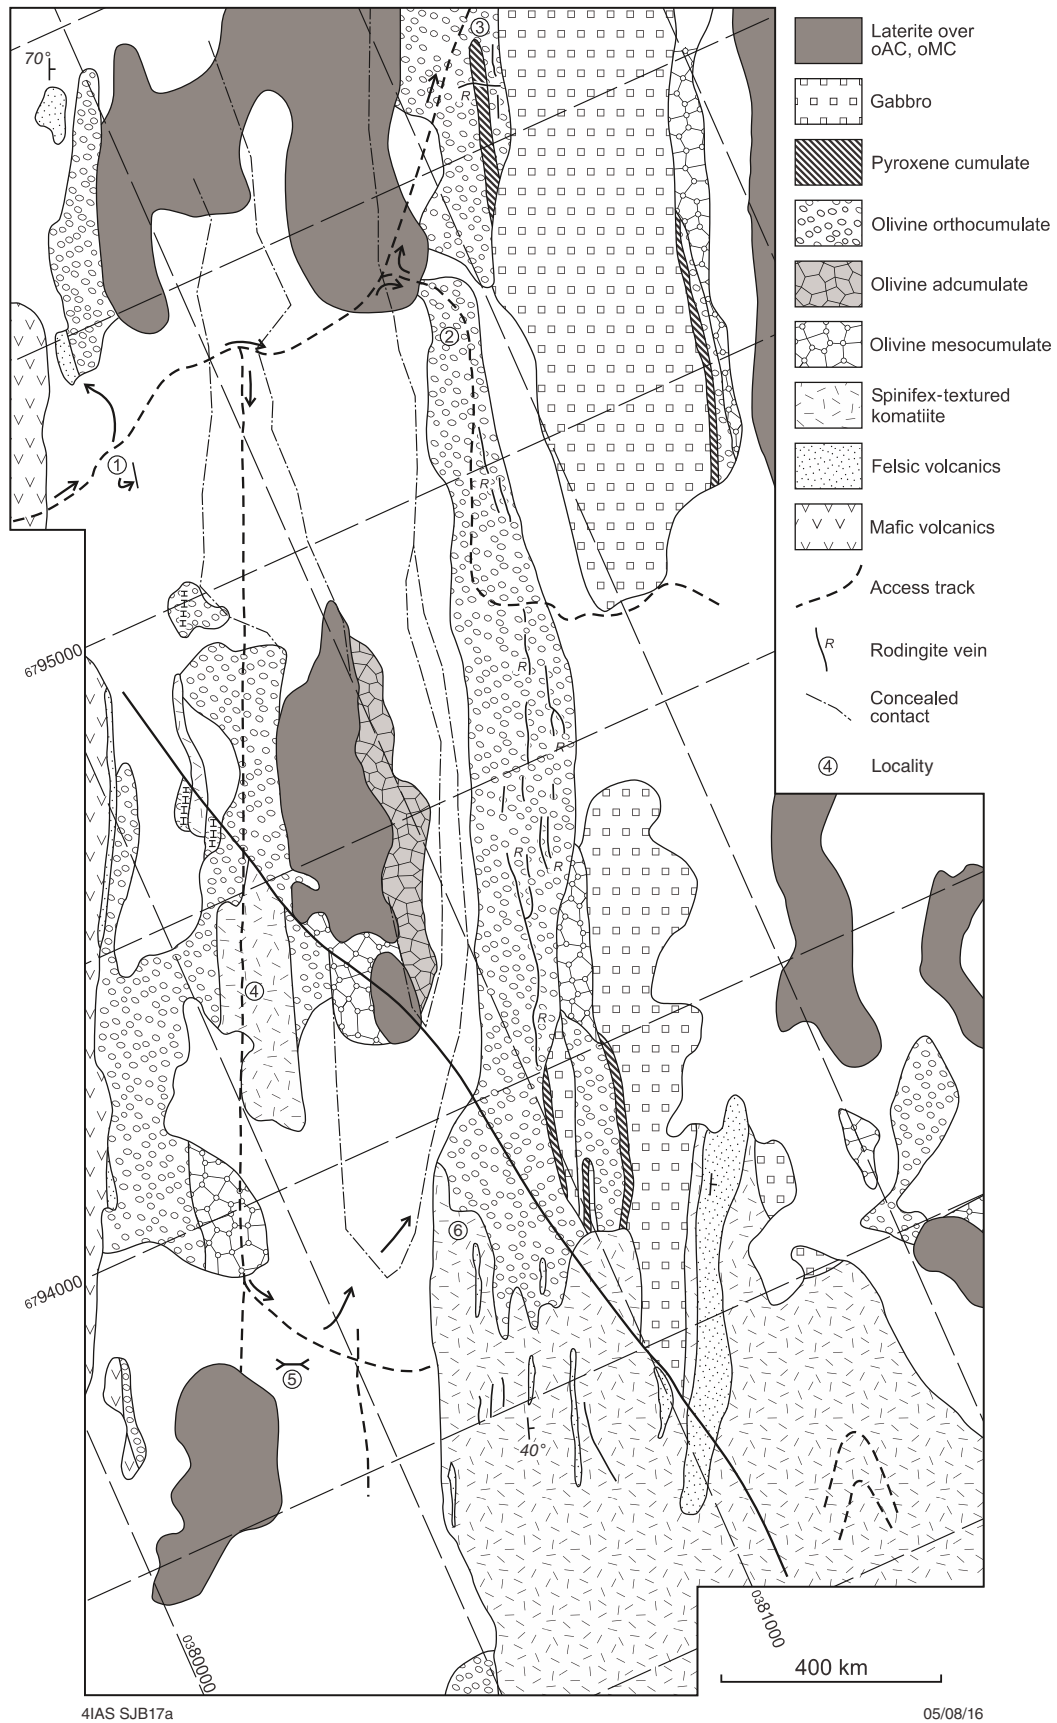 70°
3
R
2
R
1
R
R
R
R
R
4
6
5
40°
6795000
6794000
0380000
0381000
Laterite over
oAC, oMC
Gabbro
Pyroxene cumulate
Olivine orthocumulate
Olivine adcumulate
Olivine mesocumulate
Spinifex-textured
komatiite
Felsic volcanics
Mafic volcanics
Access track
R
Rodingite vein
Concealed
contact
4
Locality
400 km
4IAS SJB17a
05/08/16